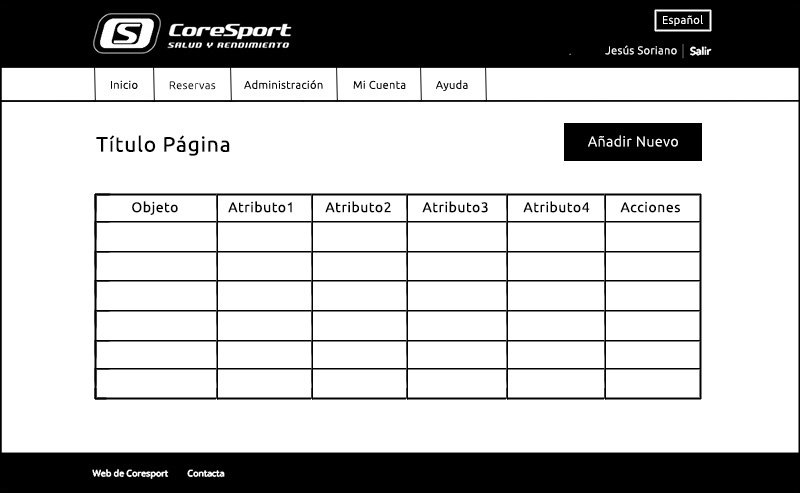 CoreSport
SALUD Y RENDIMIENTO
Español
Jesús Soriano | Salir
Inicio Reservas Administración Mi Cuenta Ayuda
Título Página
Añadir Nuevo
Objeto Atributo1 Atributo2 Atributo3 Atributo4 Acciones
Web de Coresport Contacta